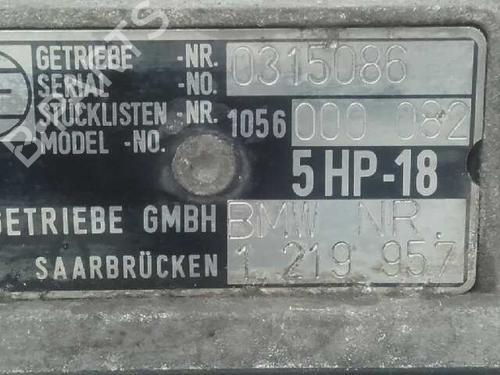 GETRIEBE -NR. 0315086
SERIAL -NO.
STÜCKLISTEN -NR. 1056 000 082
MODEL -NO.
5 HP-18
GETRIEBE GMBH BMW NR.
SAARBRÜCKEN 1 219 957